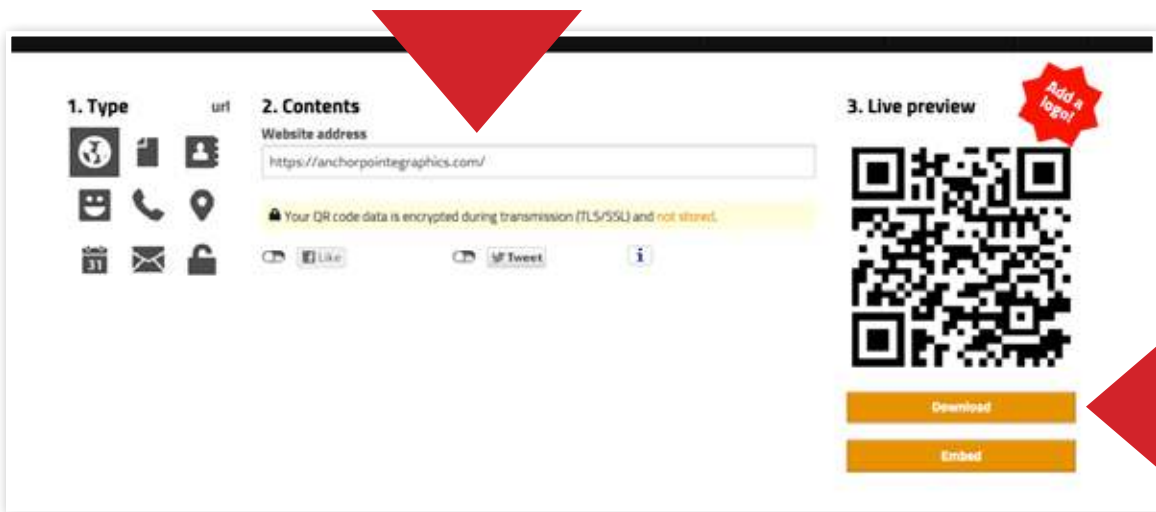 1. Type
url
31
2. Contents
Website address
https://anchorpointegraphics.com/
Your QR code data is encrypted during transmission (TLS/SSL) and not stored.
Like
Tweet
i
3. Live preview
Add a
logo!
Download
Embed